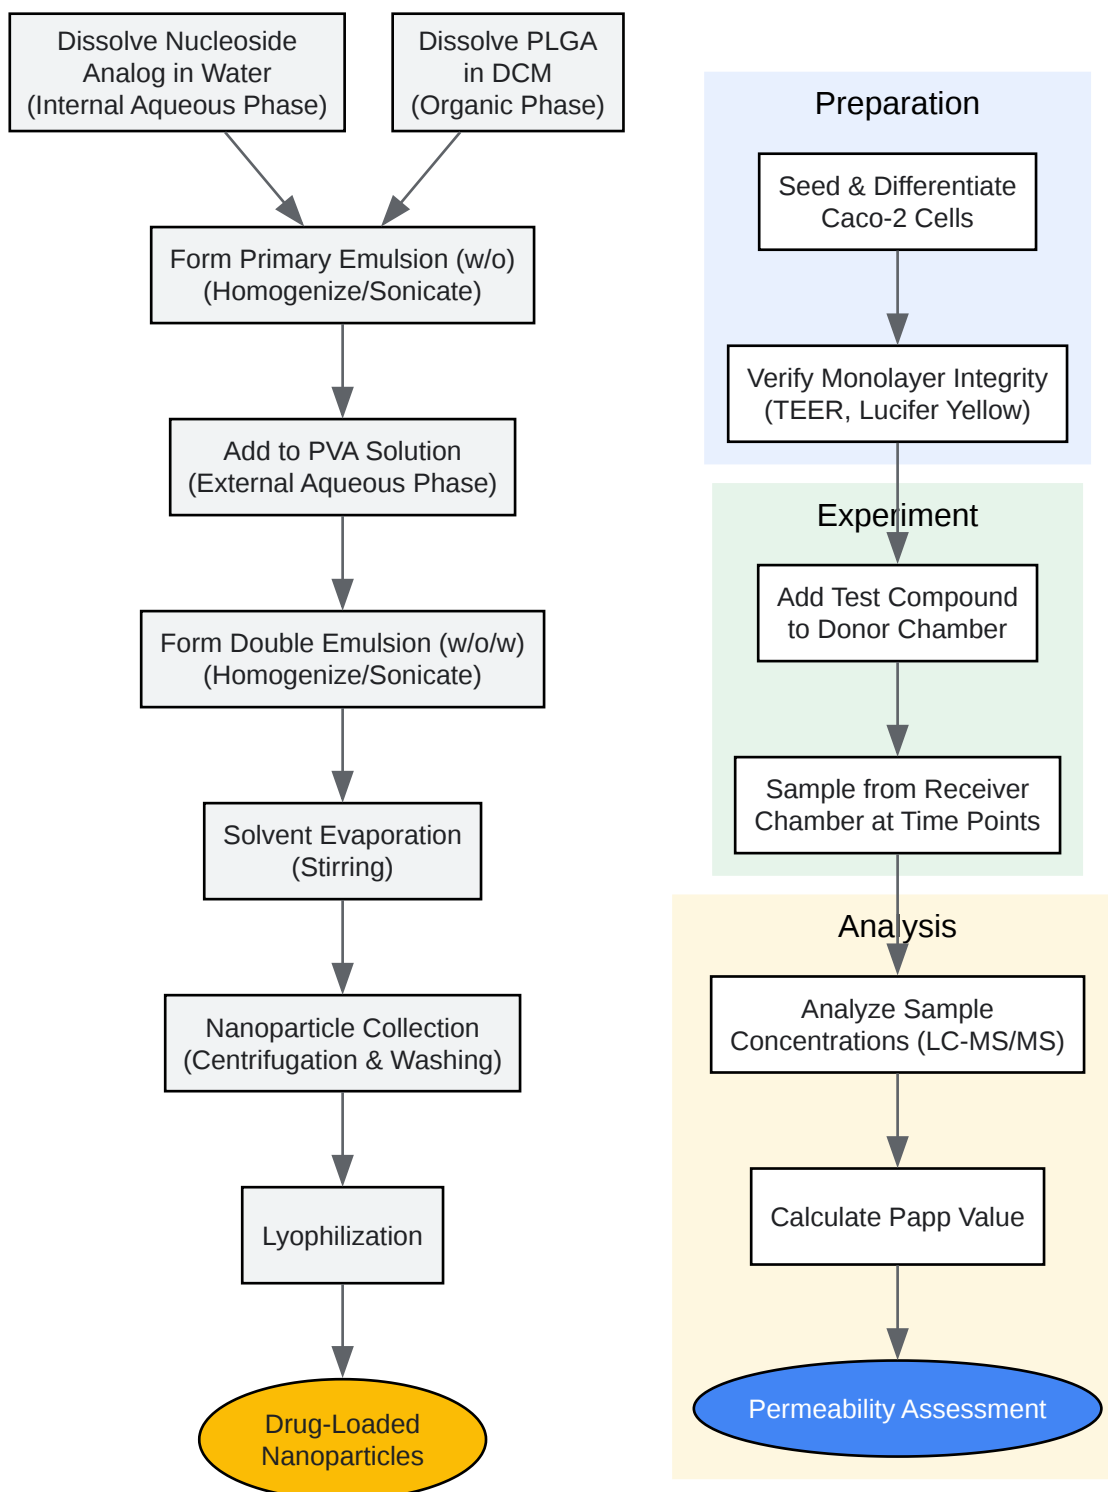 Dissolve Nucleoside
Analog in Water
(Internal Aqueous Phase)
Dissolve PLGA
in DCM
(Organic Phase)
Form Primary Emulsion (w/o)
(Homogenize/Sonicate)
Add to PVA Solution
(External Aqueous Phase)
Form Double Emulsion (w/o/w)
(Homogenize/Sonicate)
Solvent Evaporation
(Stirring)
Nanoparticle Collection
(Centrifugation & Washing)
Lyophilization
Drug-Loaded
Nanoparticles
Preparation
Seed & Differentiate
Caco-2 Cells
Verify Monolayer Integrity
(TEER, Lucifer Yellow)
Experiment
Add Test Compound
to Donor Chamber
Sample from Receiver
Chamber at Time Points
Analysis
Analyze Sample
Concentrations (LC-MS/MS)
Calculate Papp Value
Permeability Assessment